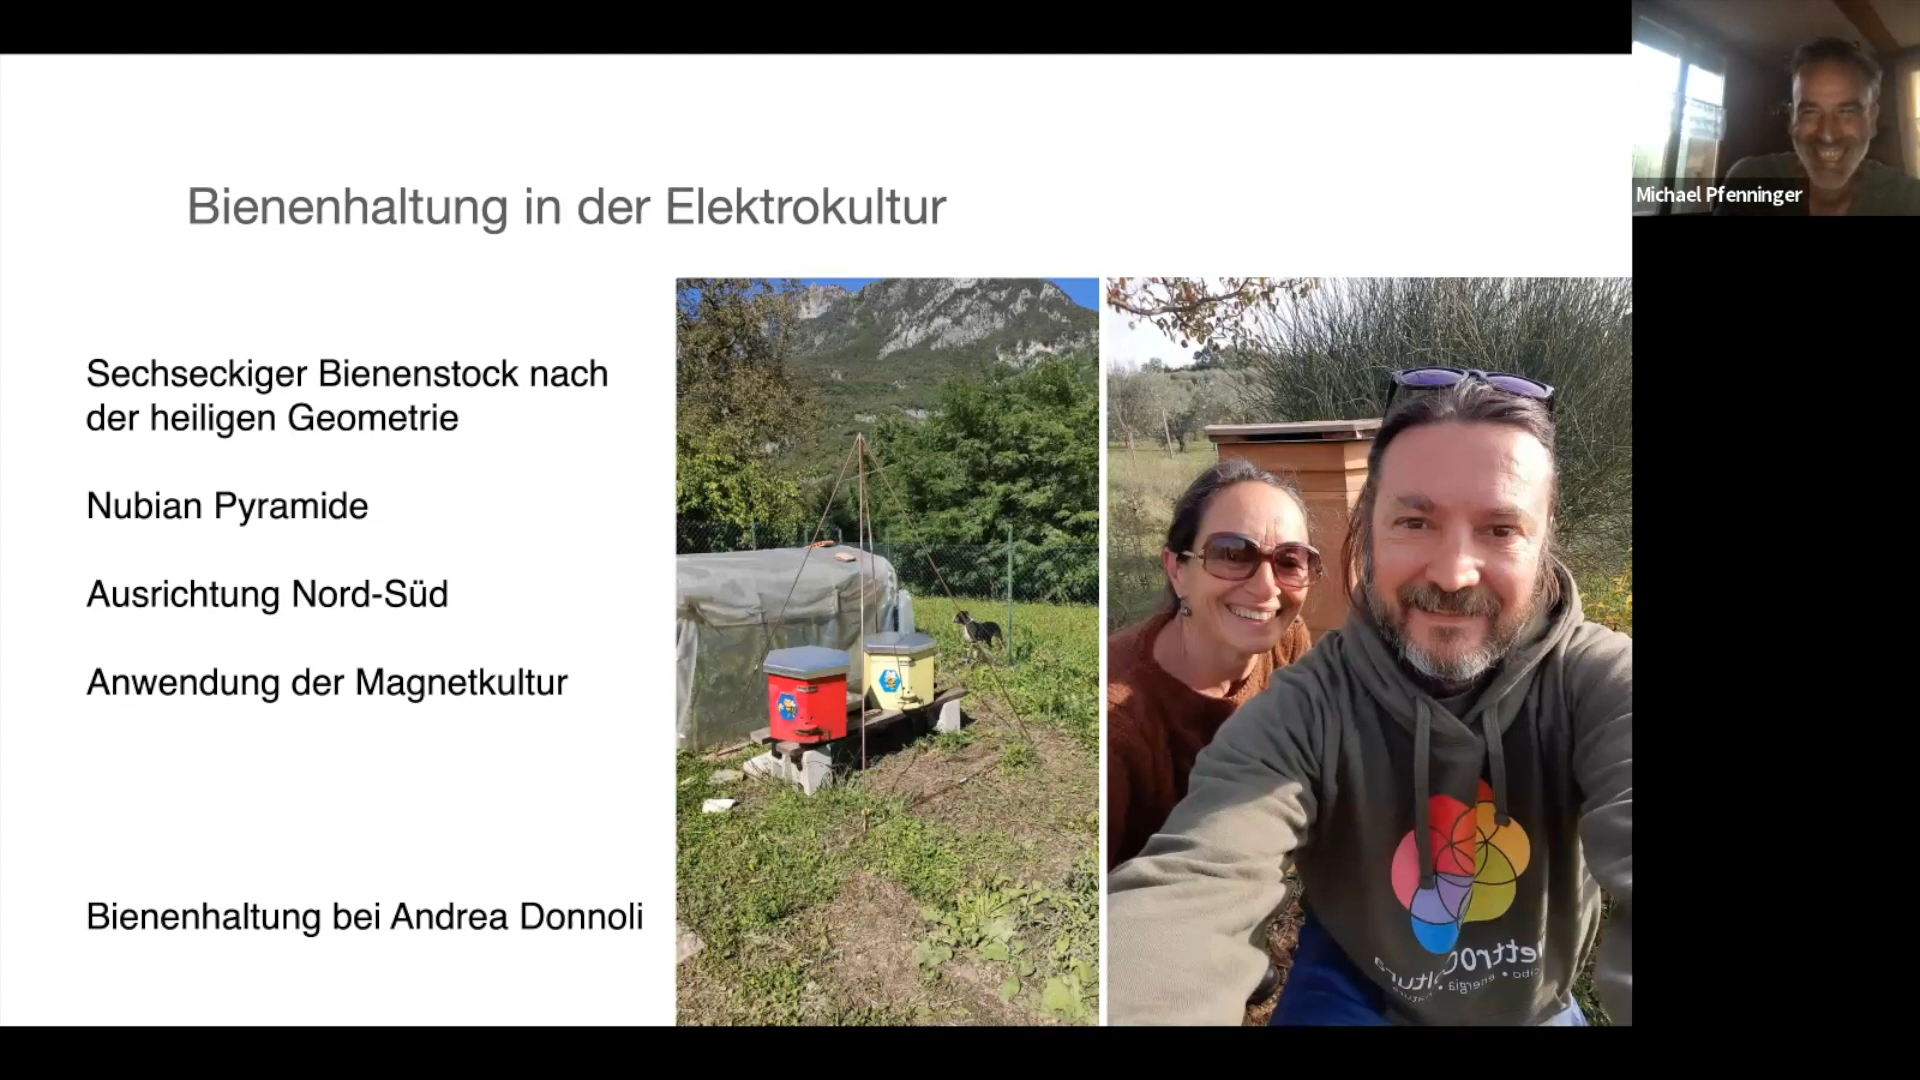 Bienenhaltung in der Elektrokultur
Michael Pfenninger
Sechseckiger Bienenstock nach
der heiligen Geometrie
Nubian Pyramide
Ausrichtung Nord-Süd
Anwendung der Magnetkultur
Bienenhaltung bei Andrea Donnoli